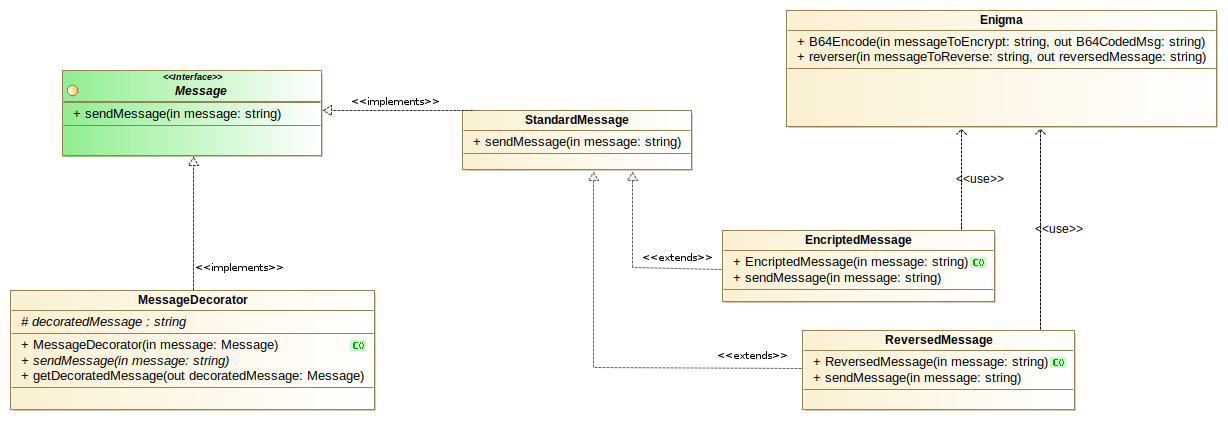 Enigma
+ B64Encode(in messageToEncrypt: string, out B64CodedMsg: string)
+ reverser(in messageToReverse: string, out reversedMessage: string)
<<Interface>>
Message
+ sendMessage(in message: string)
<<implements>>
StandardMessage
+ sendMessage(in message: string)
<<use>>
<<use>>
EncriptedMessage
+ EncriptedMessage(in message: string) C()
+ sendMessage(in message: string)
<<extends>>
<<implements>>
MessageDecorator
# decoratedMessage : string
+ MessageDecorator(in message: Message) C()
+ sendMessage(in message: string)
+ getDecoratedMessage(out decoratedMessage: Message)
<<extends>>
ReversedMessage
+ ReversedMessage(in message: string) C()
+ sendMessage(in message: string)